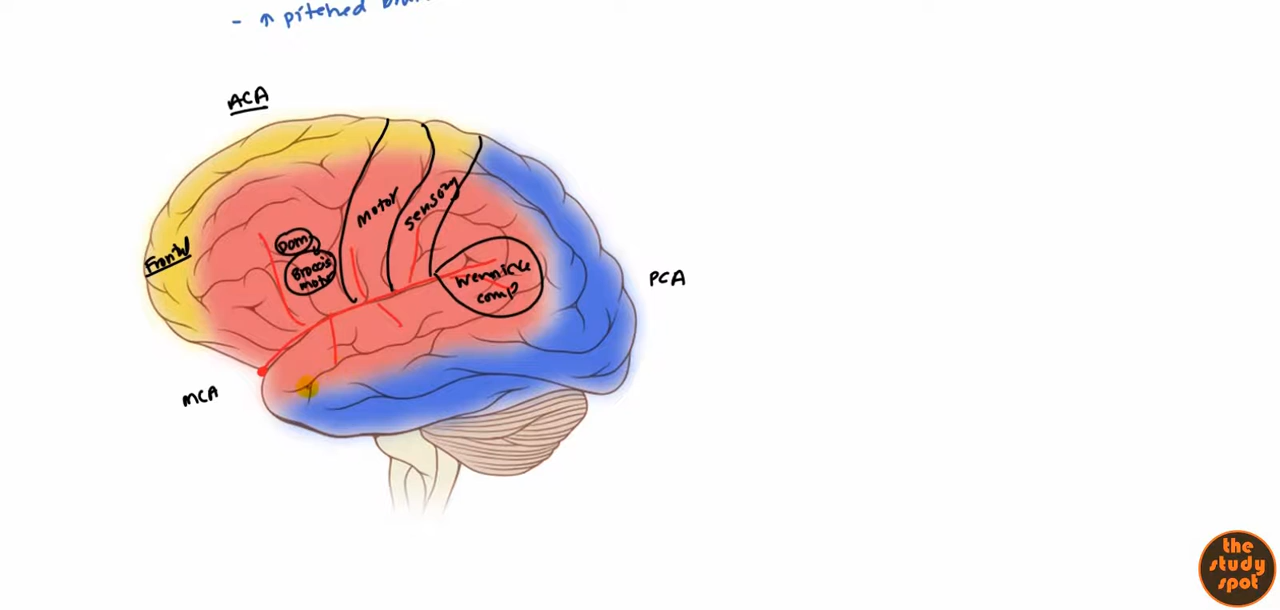 - ↑ pitched
ACA
motor
sensory
Dom
Broca's
motor
Frontal
Wernicke
comp
PCA
MCA
the
study
spot